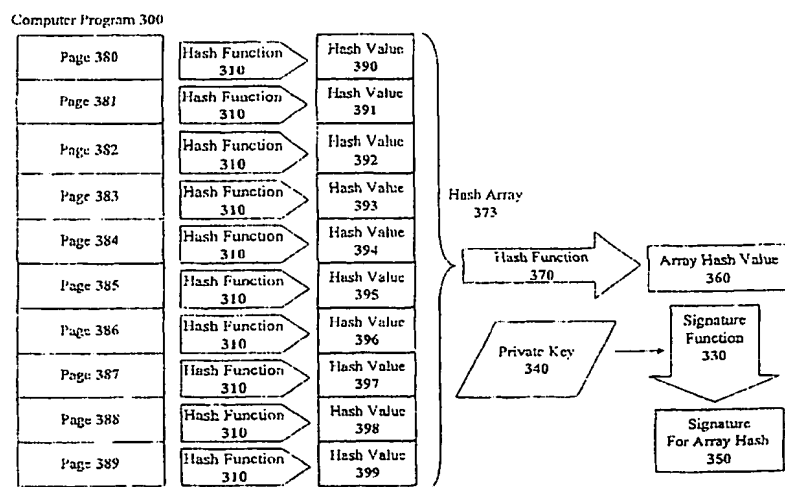 Computer Program 300
Page 380
Hash Function
310
Hash Value
390
Page 381
Hash Function
310
Hash Value
391
Page 382
Hash Function
310
Hash Value
392
Page 383
Hash Function
310
Hash Value
393
Page 384
Hash Function
310
Hash Value
394
Page 385
Hash Function
310
Hash Value
395
Page 386
Hash Function
310
Hash Value
396
Page 387
Hash Function
310
Hash Value
397
Page 388
Hash Function
310
Hash Value
398
Page 389
Hash Function
310
Hash Value
399
Hash Array
373
Hash Function
370
Array Hash Value
360
Private Key
340
Signature
Function
330
Signature
For Array Hash
350